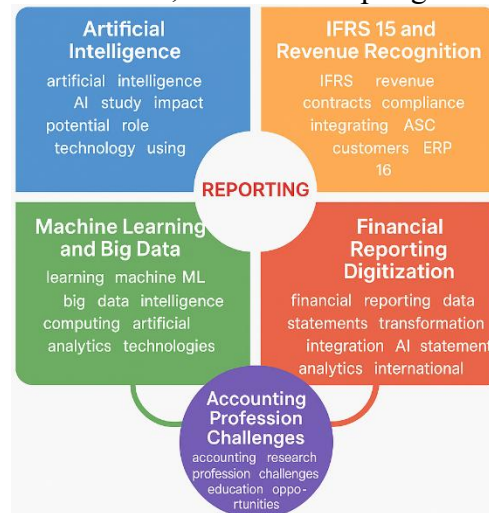 Artificial
Intelligence
artificial intelligence
AI study impact
potential role
technology using
IFRS 15 and
Revenue Recognition
IFRS revenue
contracts compliance
integrating ASC
customers ERP
16
REPORTING
Machine Learning
and Big Data
learning machine ML
big data intelligence
computing artificial
analytics technologies
Financial
Reporting
Digitization
financial reporting data
statements transformation
integration AI statement
analytics international
Accounting
Profession
Challenges
accounting research
profession challenges
education oppo-
rtunities